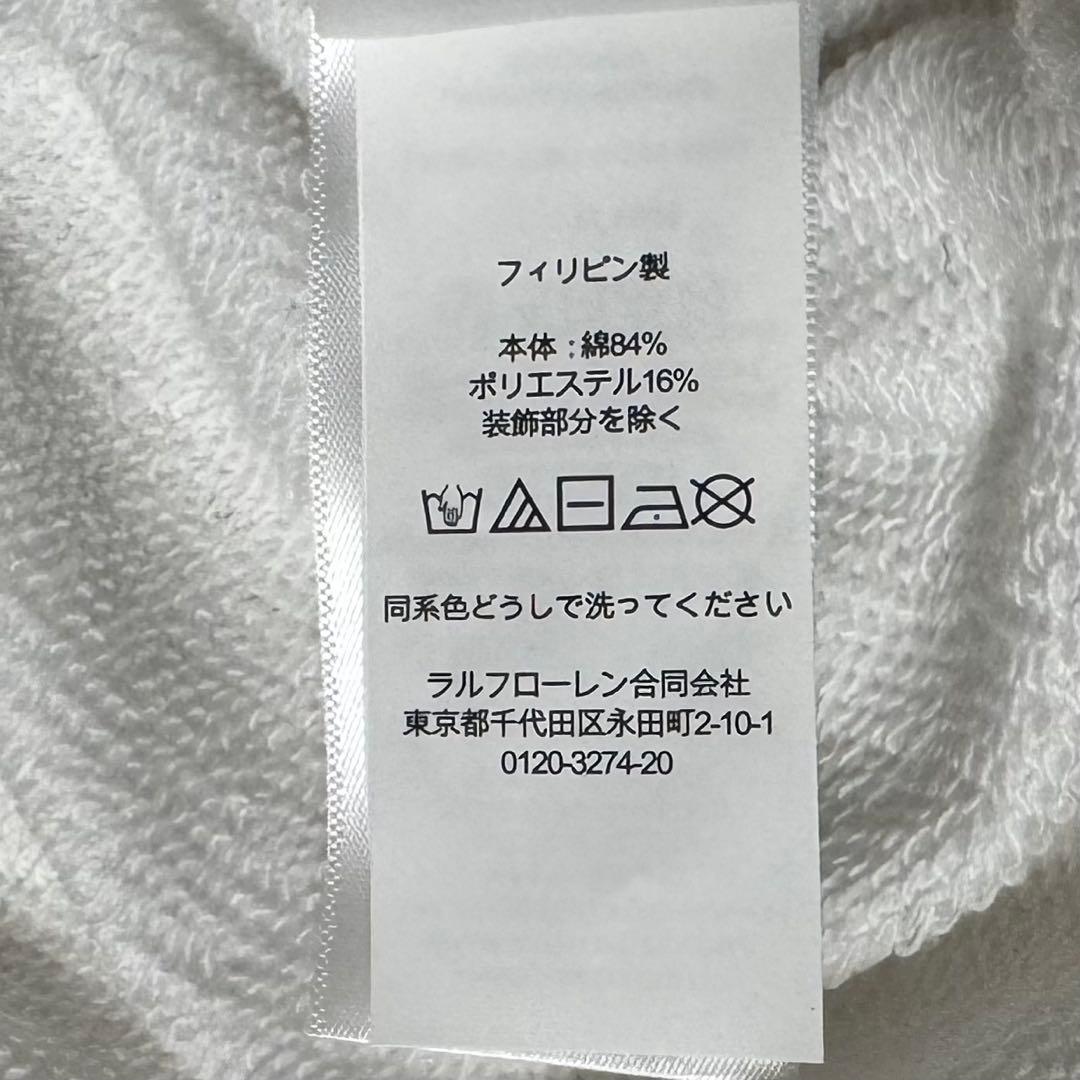 フィリピン製
本体:綿84%
ポリエステル16%
装飾部分を除く
同系色どうしで洗ってください
ラルフローレン合同会社
東京都千代田区永田町2-10-1
0120-3274-20